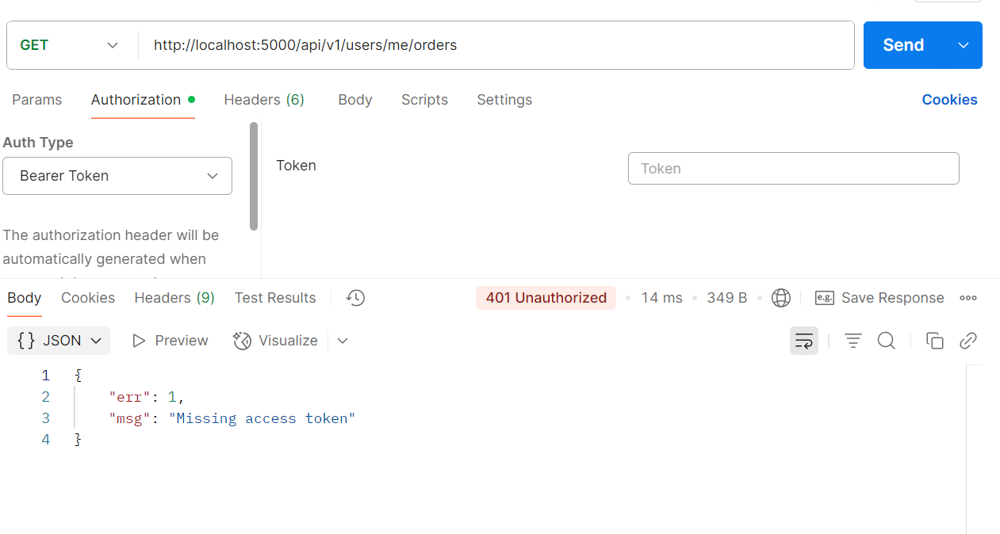 GET http://localhost:5000/api/v1/users/me/orders Send
Params Authorization Headers (6) Body Scripts Settings Cookies
Auth Type
Bearer Token
Token Token
The authorization header will be
automatically generated when
Body Cookies Headers (9) Test Results 401 Unauthorized 14 ms 349 B e.g. Save Response
{} JSON Preview Visualize
1 {
2 "err": 1,
3 "msg": "Missing access token"
4 }